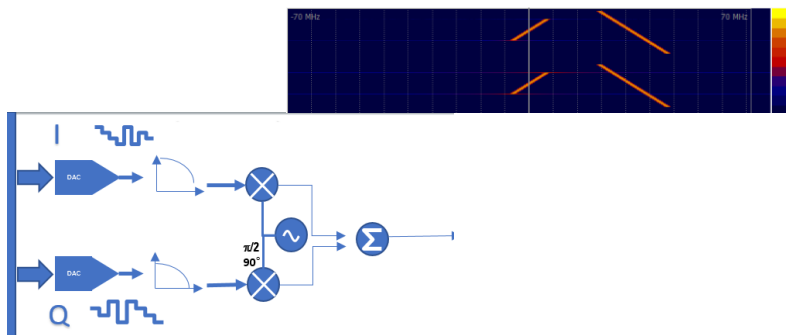 -70 MHz
70 MHz
I
DAC
π/2
90°
Σ
DAC
Q